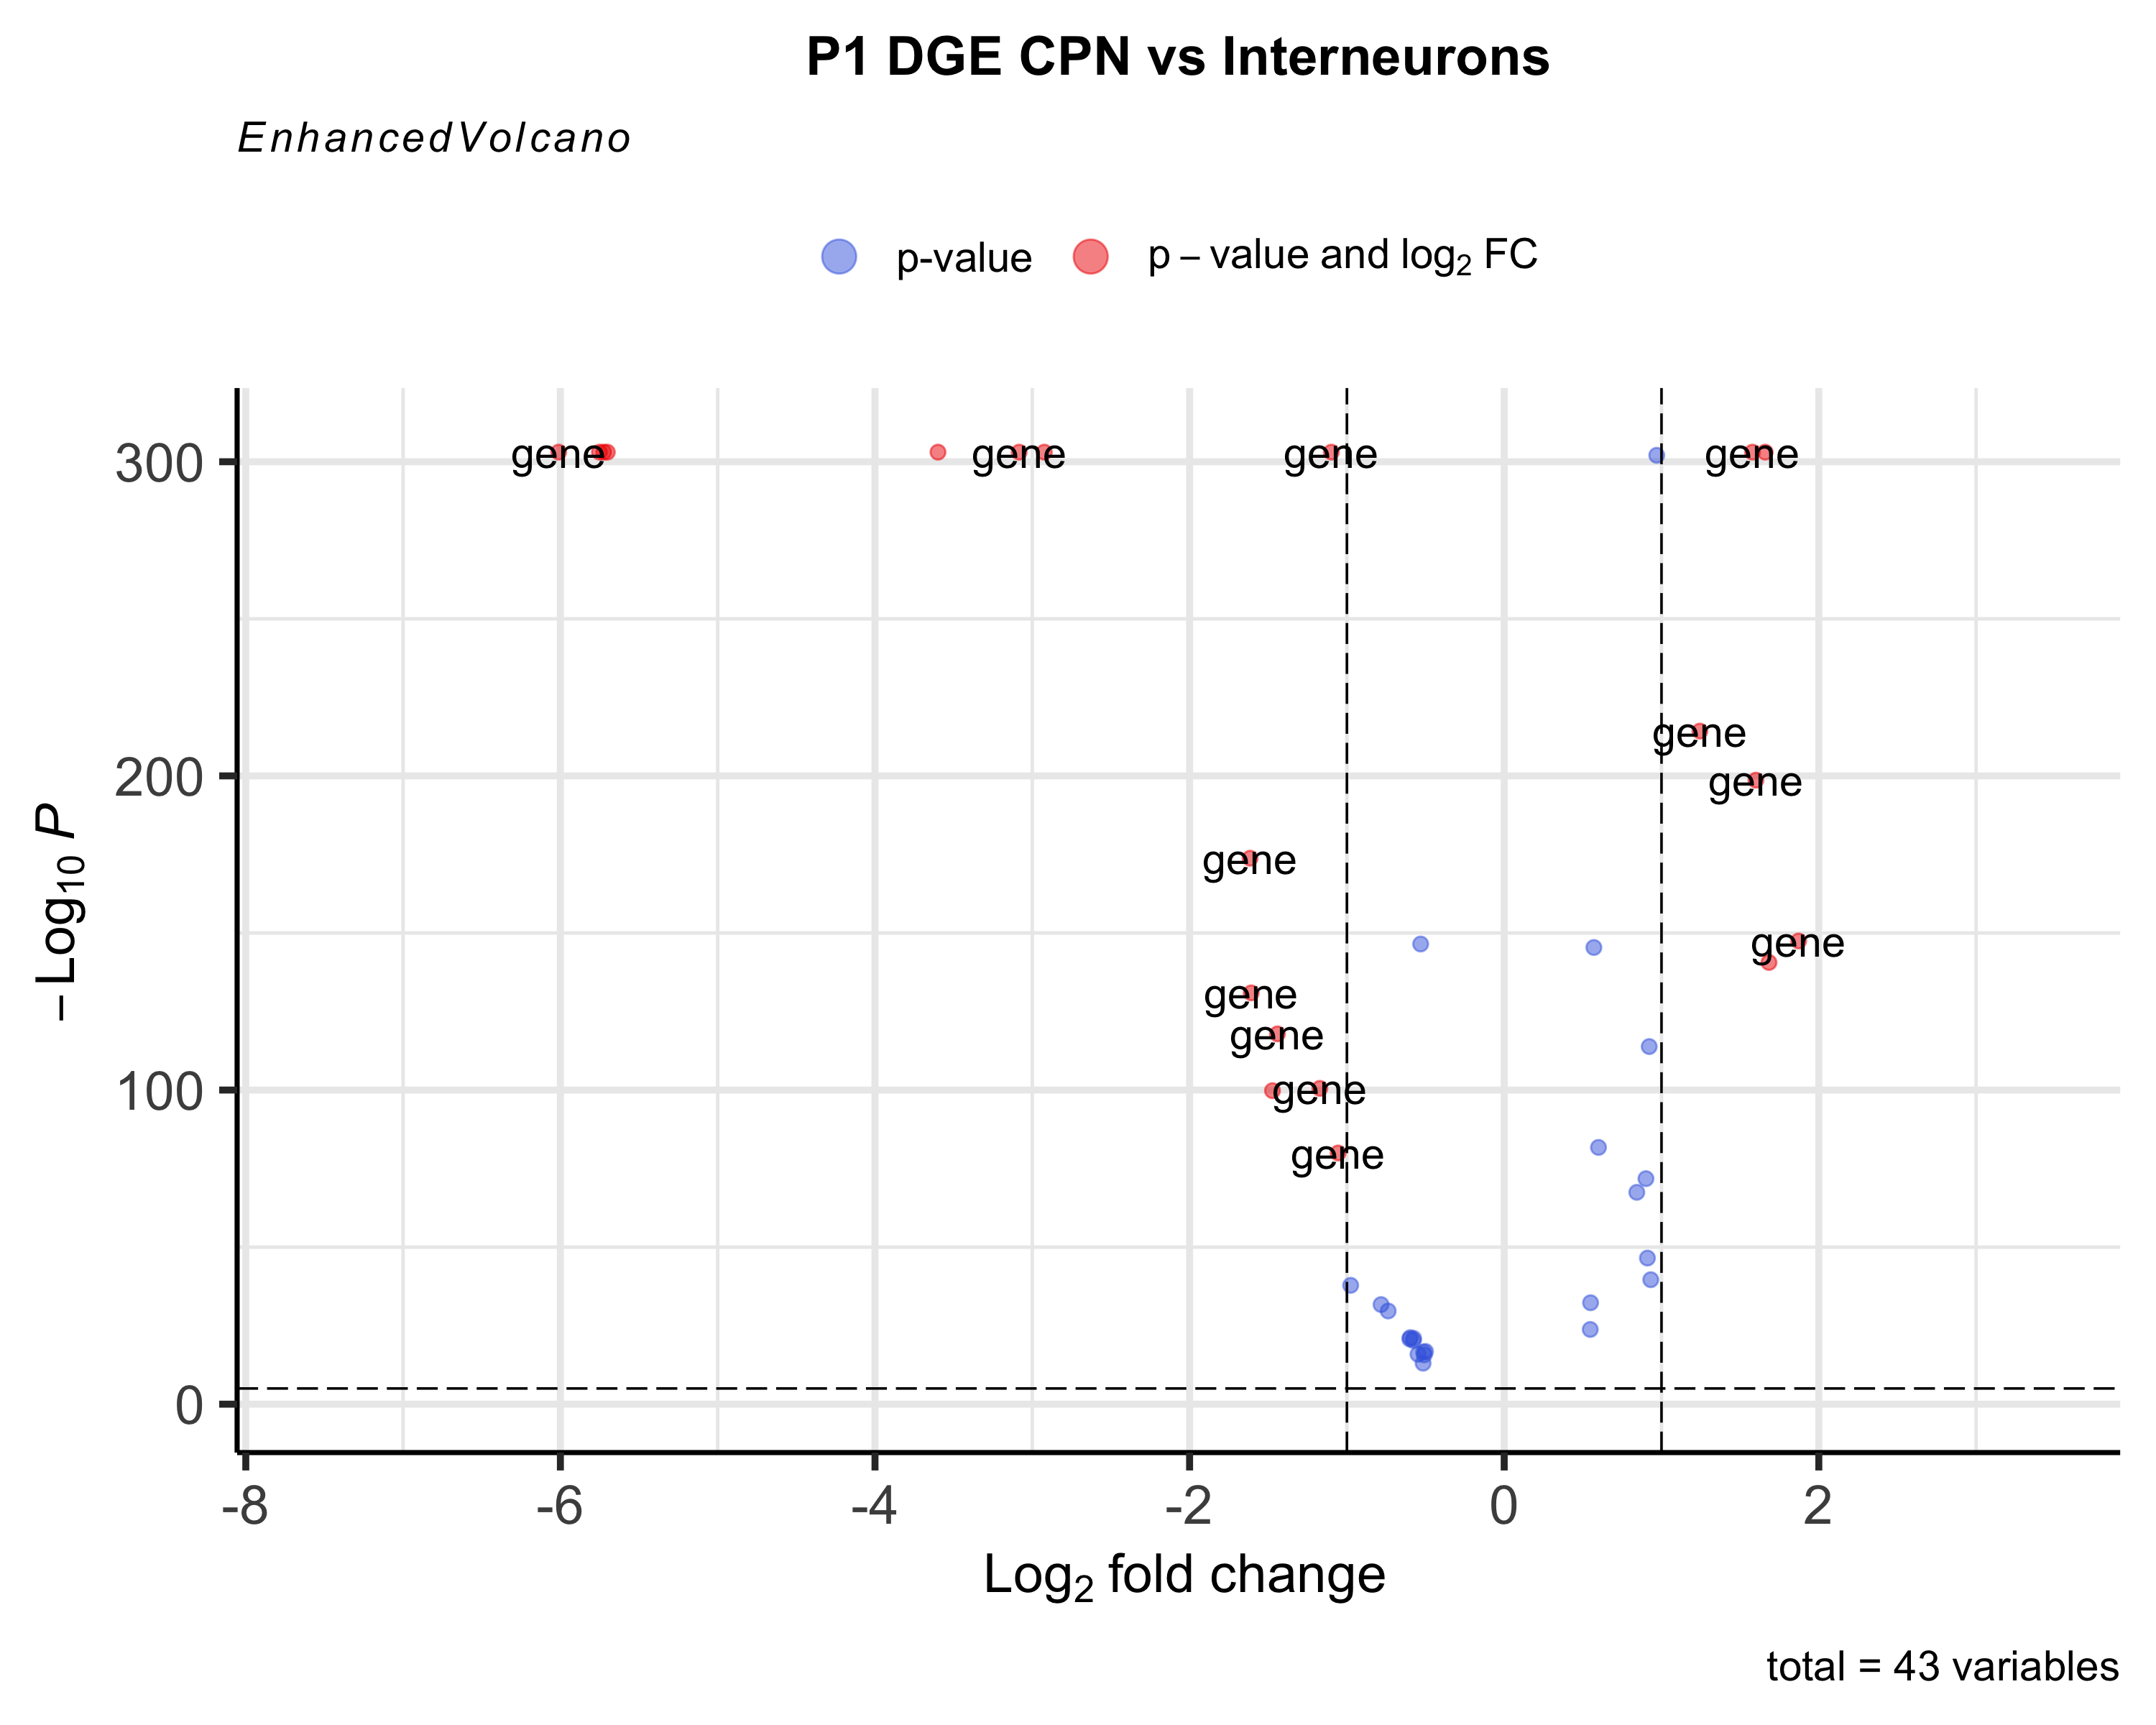 P1 DGE CPN vs Interneurons
EnhancedVolcano
p-value p – value and log₂ FC
300
gene gene gene gene
gene
200
gene
gene
gene
gene
gene
100
gene
gene
0
-8 -6 -4 -2 0 2
– Log₁₀ P
Log₂ fold change
total = 43 variables